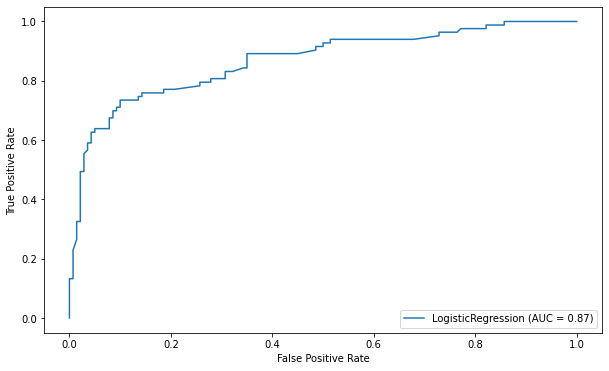 1.0
0.8
0.6
0.4
0.2
0.0
True Positive Rate
LogisticRegression (AUC = 0.87)
0.0 0.2 0.4 0.6 0.8 1.0
False Positive Rate